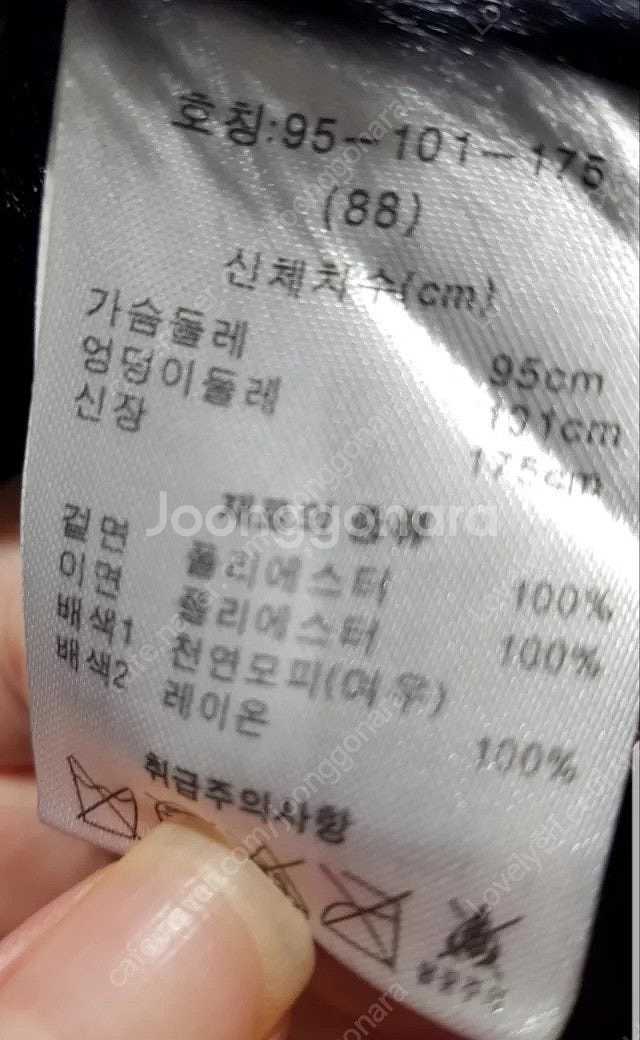 호칭:95-101-175
(88)
신체치수(cm)
가슴둘레 95cm
엉덩이둘레 101cm
신장 175cm
Joonggonara
겉면 폴리에스터 100%
이면 폴리에스터 100%
배색1 천연모피(여우)
배색2 레이온 100%
취급주의사항